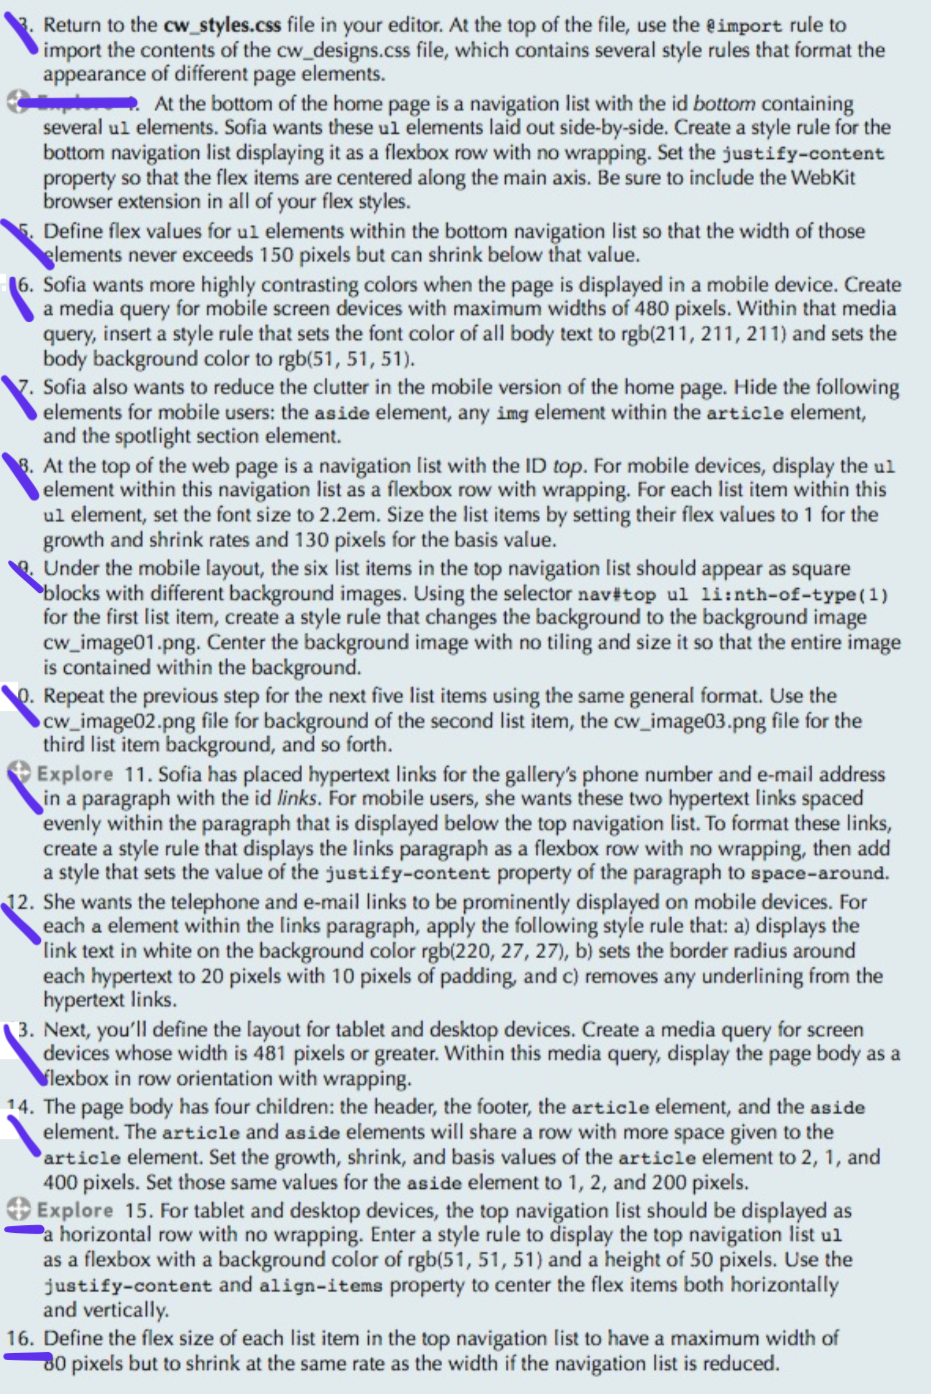 3. Return to the cw_styles.css file in your editor. At the top of the file, use the @import rule to
import the contents of the cw_designs.css file, which contains several style rules that format the
appearance of different page elements.
At the bottom of the home page is a navigation list with the id bottom containing
several ul elements. Sofia wants these ul elements laid out side-by-side. Create a style rule for the
bottom navigation list displaying it as a flexbox row with no wrapping. Set the justify-content
property so that the flex items are centered along the main axis. Be sure to include the WebKit
browser extension in all of your flex styles.
5. Define flex values for ul elements within the bottom navigation list so that the width of those
elements never exceeds 150 pixels but can shrink below that value.
6. Sofia wants more highly contrasting colors when the page is displayed in a mobile device. Create
a media query for mobile screen devices with maximum widths of 480 pixels. Within that media
query, insert a style rule that sets the font color of all body text to rgb(211, 211, 211) and sets the
body background color to rgb(51, 51, 51).
7. Sofia also wants to reduce the clutter in the mobile version of the home page. Hide the following
elements for mobile users: the aside element, any img element within the article element,
and the spotlight section element.
8. At the top of the web page is a navigation list with the ID top. For mobile devices, display the ul
element within this navigation list as a flexbox row with wrapping. For each list item within this
ul element, set the font size to 2.2em. Size the list items by setting their flex values to 1 for the
growth and shrink rates and 130 pixels for the basis value.
9. Under the mobile layout, the six list items in the top navigation list should appear as square
blocks with different background images. Using the selector nav#top ul li:nth-of-type(1)
for the first list item, create a style rule that changes the background to the background image
cw_image01.png. Center the background image with no tiling and size it so that the entire image
is contained within the background.
0. Repeat the previous step for the next five list items using the same general format. Use the
cw_image02.png file for background of the second list item, the cw_image03.png file for the
third list item background, and so forth.
Explore 11. Sofia has placed hypertext links for the gallery's phone number and e-mail address
in a paragraph with the id links. For mobile users, she wants these two hypertext links spaced
evenly within the paragraph that is displayed below the top navigation list. To format these links,
create a style rule that displays the links paragraph as a flexbox row with no wrapping, then add
a style that sets the value of the justify-content property of the paragraph to space-around.
12. She wants the telephone and e-mail links to be prominently displayed on mobile devices. For
each a element within the links paragraph, apply the following style rule that: a) displays the
link text in white on the background color rgb(220, 27, 27), b) sets the border radius around
each hypertext to 20 pixels with 10 pixels of padding, and c) removes any underlining from the
hypertext links.
3. Next, you'll define the layout for tablet and desktop devices. Create a media query for screen
devices whose width is 481 pixels or greater. Within this media query, display the page body as a
flexbox in row orientation with wrapping.
14. The page body has four children: the header, the footer, the article element, and the aside
element. The article and aside elements will share a row with more space given to the
article element. Set the growth, shrink, and basis values of the article element to 2, 1, and
400 pixels. Set those same values for the aside element to 1, 2, and 200 pixels.
Explore 15. For tablet and desktop devices, the top navigation list should be displayed as
a horizontal row with no wrapping. Enter a style rule to display the top navigation list ul
as a flexbox with a background color of rgb(51, 51, 51) and a height of 50 pixels. Use the
justify-content and align-items property to center the flex items both horizontally
and vertically.
16. Define the flex size of each list item in the top navigation list to have a maximum width of
80 pixels but to shrink at the same rate as the width if the navigation list is reduced.